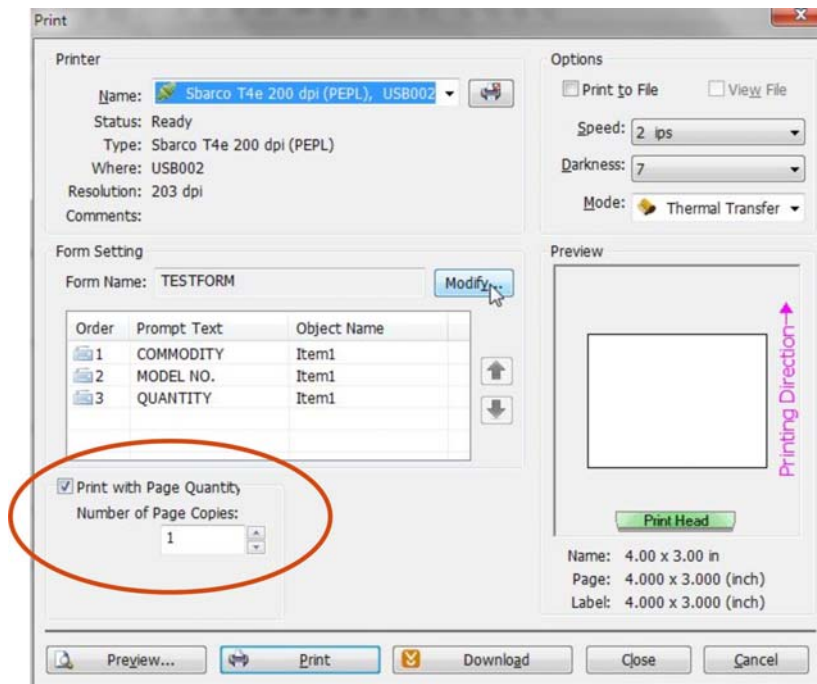 Print
Printer
Name: Sbarco T4e 200 dpi (PEPL), USB002
Status: Ready
Type: Sbarco T4e 200 dpi (PEPL)
Where: USB002
Resolution: 203 dpi
Comments:
Options
Print to File View File
Speed: 2 ips
Darkness: 7
Mode: Thermal Transfer
Form Setting
Form Name: TESTFORM Modify...
Order Prompt Text Object Name
1 COMMODITY Item1
2 MODEL NO. Item1
3 QUANTITY Item1
Print with Page Quantity
Number of Page Copies:
1
Preview
Printing Direction
Print Head
Name: 4.00 x 3.00 in
Page: 4.000 x 3.000 (inch)
Label: 4.000 x 3.000 (inch)
Preview... Print Download Close Cancel